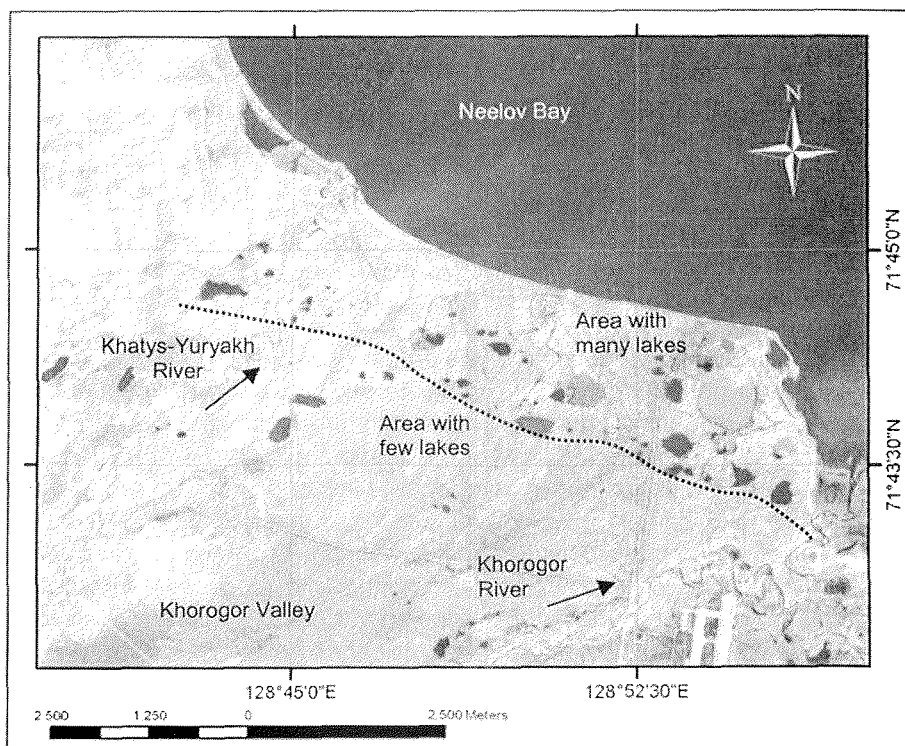 Neelov Bay
N
71°45'0"N
Area with
many lakes
Khatys-Yuryakh
River
Area with
few lakes
71°43'30"N
Khorogor
River
Khorogor Valley
128°45'0"E
128°52'30"E
2 500 1 250 0 2 500 Meters